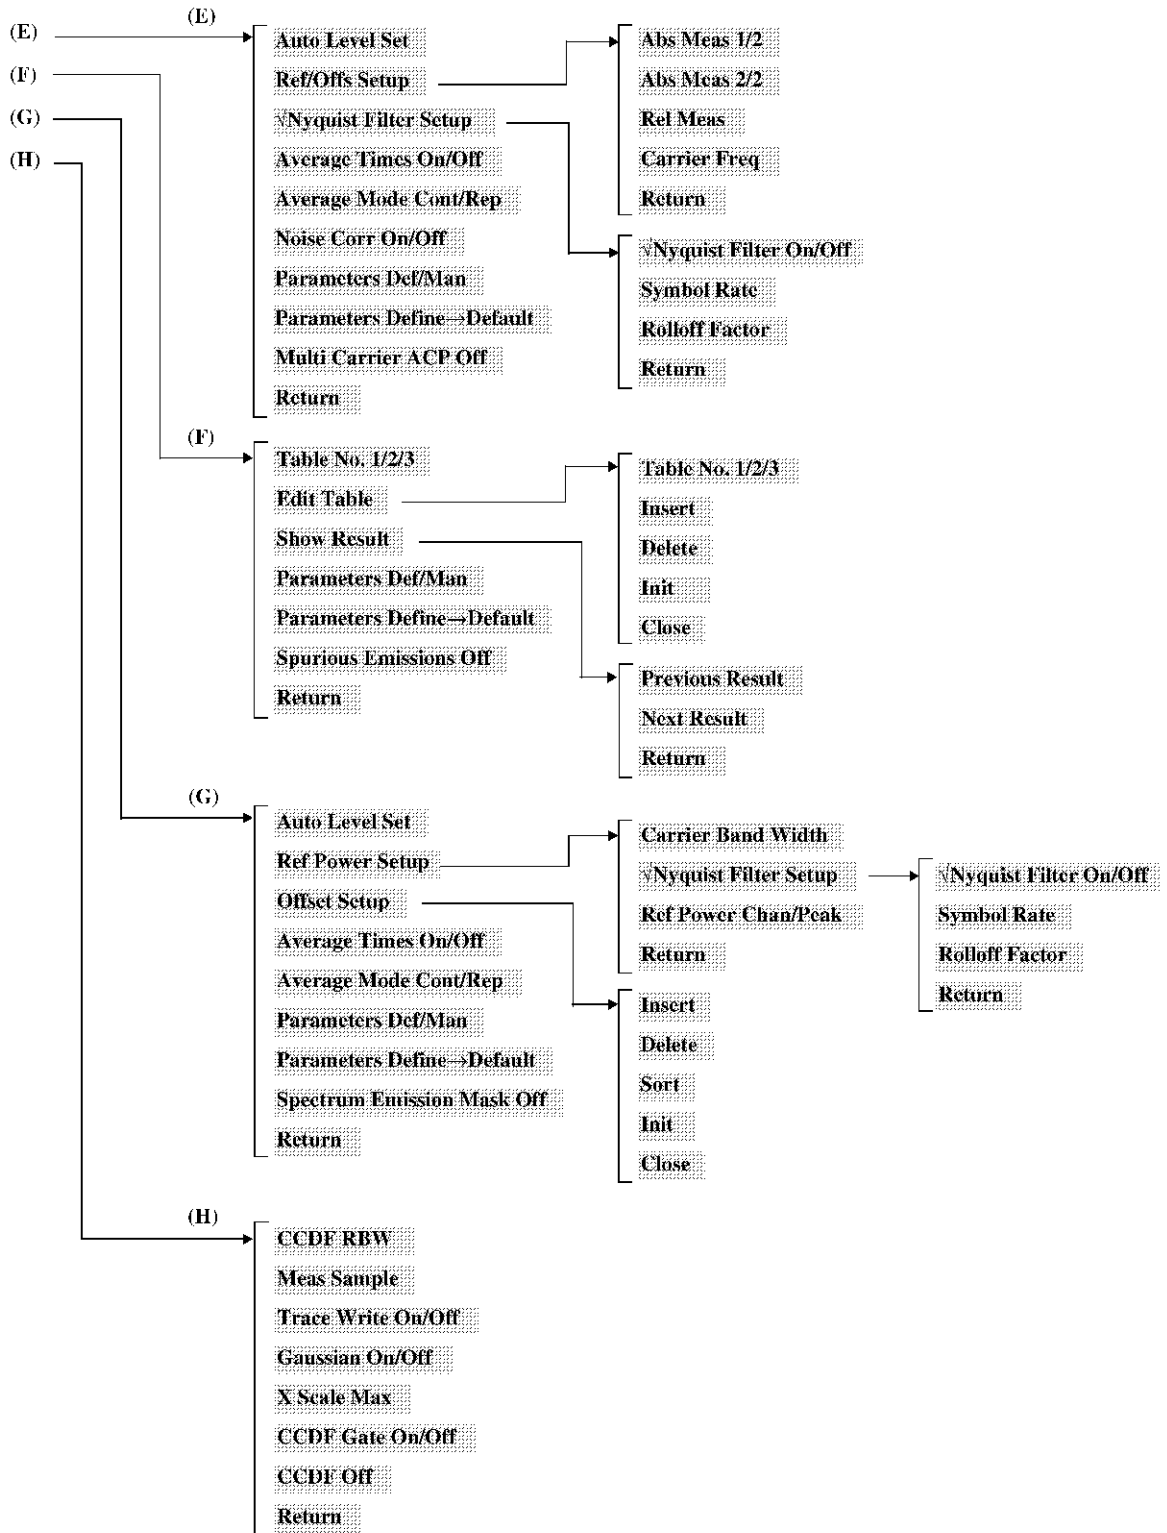 (E)
(F)
(G)
(H)
(E)
Auto Level Set
Ref/Offs Setup
√Nyquist Filter Setup
Average Times On/Off
Average Mode Cont/Rep
Noise Corr On/Off
Parameters Def/Man
Parameters Define→Default
Multi Carrier ACP Off
Return
Abs Meas 1/2
Abs Meas 2/2
Rel Meas
Carrier Freq
Return
√Nyquist Filter On/Off
Symbol Rate
Rolloff Factor
Return
(F)
Table No. 1/2/3
Edit Table
Show Result
Parameters Def/Man
Parameters Define→Default
Spurious Emissions Off
Return
Table No. 1/2/3
Insert
Delete
Init
Close
Previous Result
Next Result
Return
(G)
Auto Level Set
Ref Power Setup
Offset Setup
Average Times On/Off
Average Mode Cont/Rep
Parameters Def/Man
Parameters Define→Default
Spectrum Emission Mask Off
Return
Carrier Band Width
√Nyquist Filter Setup
Ref Power Chan/Peak
Return
√Nyquist Filter On/Off
Symbol Rate
Rolloff Factor
Return
Insert
Delete
Sort
Init
Close
(H)
CCDF RBW
Meas Sample
Trace Write On/Off
Gaussian On/Off
X Scale Max
CCDF Gate On/Off
CCDF Off
Return